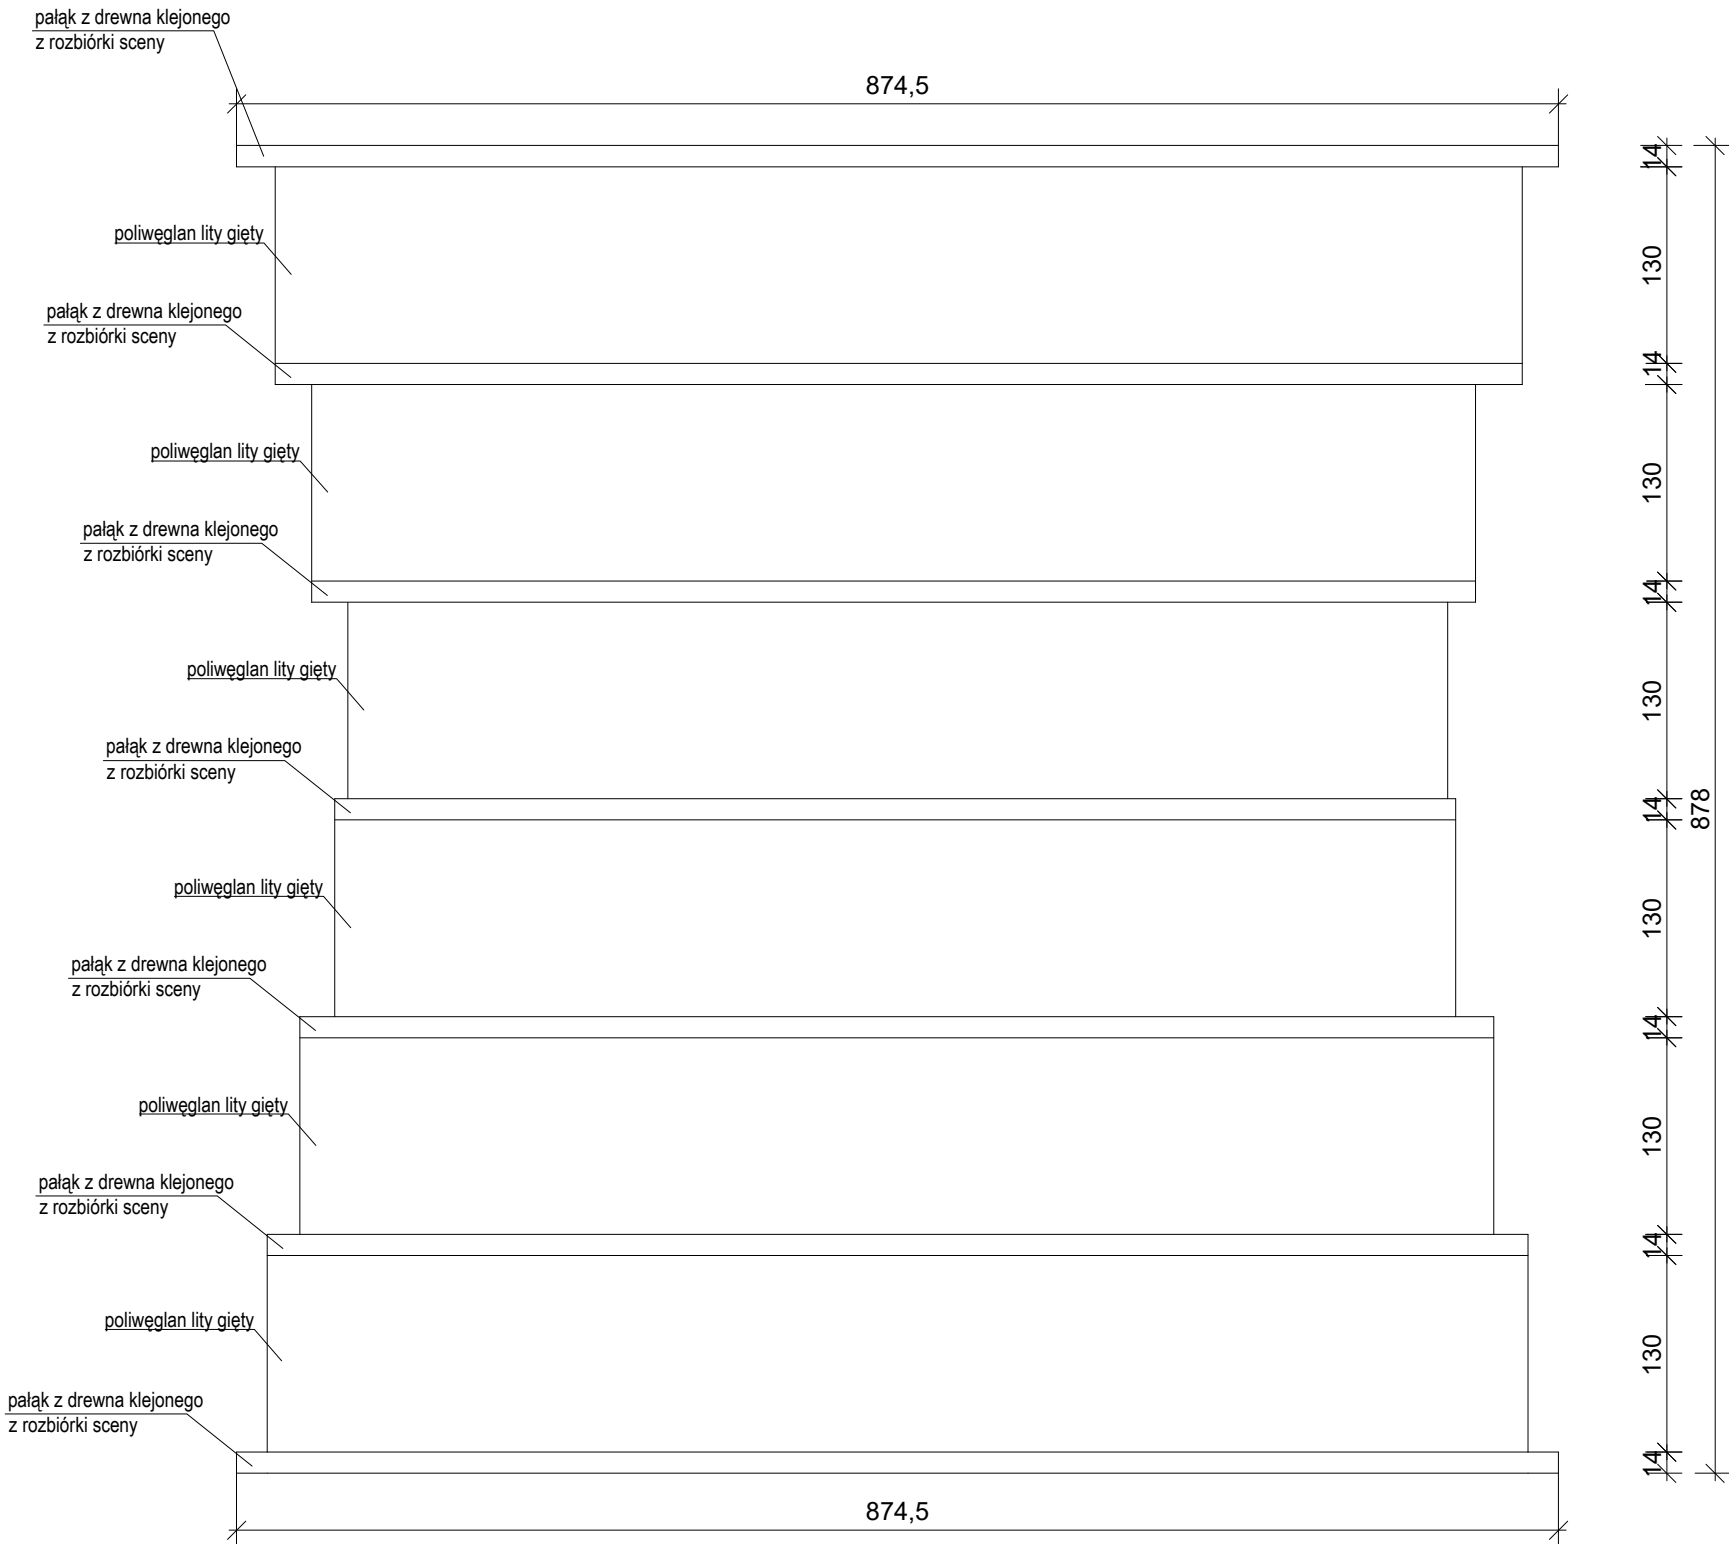 pałąk z drewna klejonego
z rozbiórki sceny
874,5
14
poliwęglan lity gięty
130
pałąk z drewna klejonego
z rozbiórki sceny
14
poliwęglan lity gięty
130
pałąk z drewna klejonego
z rozbiórki sceny
14
poliwęglan lity gięty
130
pałąk z drewna klejonego
z rozbiórki sceny
14
878
poliwęglan lity gięty
130
pałąk z drewna klejonego
z rozbiórki sceny
14
poliwęglan lity gięty
130
pałąk z drewna klejonego
z rozbiórki sceny
14
poliwęglan lity gięty
130
pałąk z drewna klejonego
z rozbiórki sceny
14
874,5